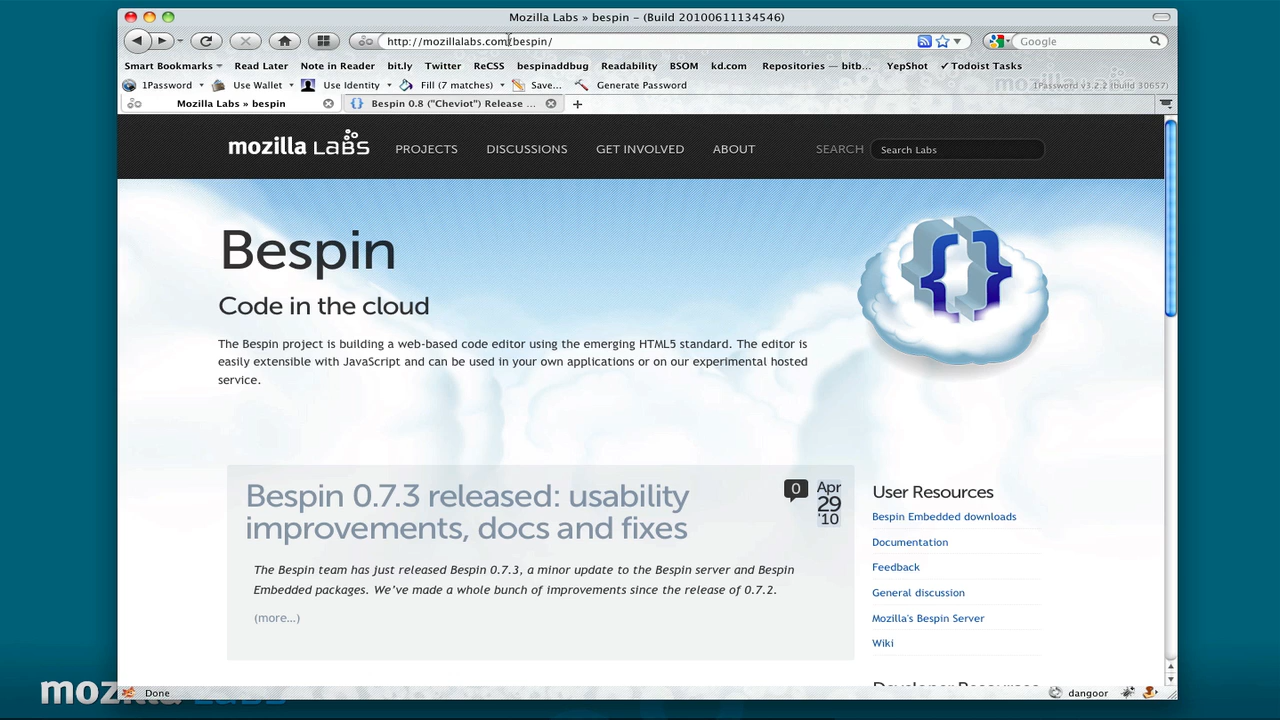 Mozilla Labs » bespin – (Build 20100611134546)
http://mozillalabs.com/bespin/
Google
Smart Bookmarks Read Later Note in Reader bit.ly Twitter ReCSS bespinaddbug Readability BSOM kd.com Repositories — bitb... YepShot ✓Todoist Tasks
1Password Use Wallet Use Identity Fill (7 matches) Save... Generate Password
1Password v3.2.2 (build 30657)
Mozilla Labs » bespin Bespin 0.8 ("Cheviot") Release ...
mozilla LABS PROJECTS DISCUSSIONS GET INVOLVED ABOUT SEARCH Search Labs
Bespin
Code in the cloud
The Bespin project is building a web-based code editor using the emerging HTML5 standard. The editor is
easily extensible with JavaScript and can be used in your own applications or on our experimental hosted
service.
Bespin 0.7.3 released: usability
improvements, docs and fixes
0
Apr
29
'10
The Bespin team has just released Bespin 0.7.3, a minor update to the Bespin server and Bespin
Embedded packages. We've made a whole bunch of improvements since the release of 0.7.2.
(more...)
User Resources
Bespin Embedded downloads
Documentation
Feedback
General discussion
Mozilla's Bespin Server
Wiki
Developer Resources
Done
dangoor